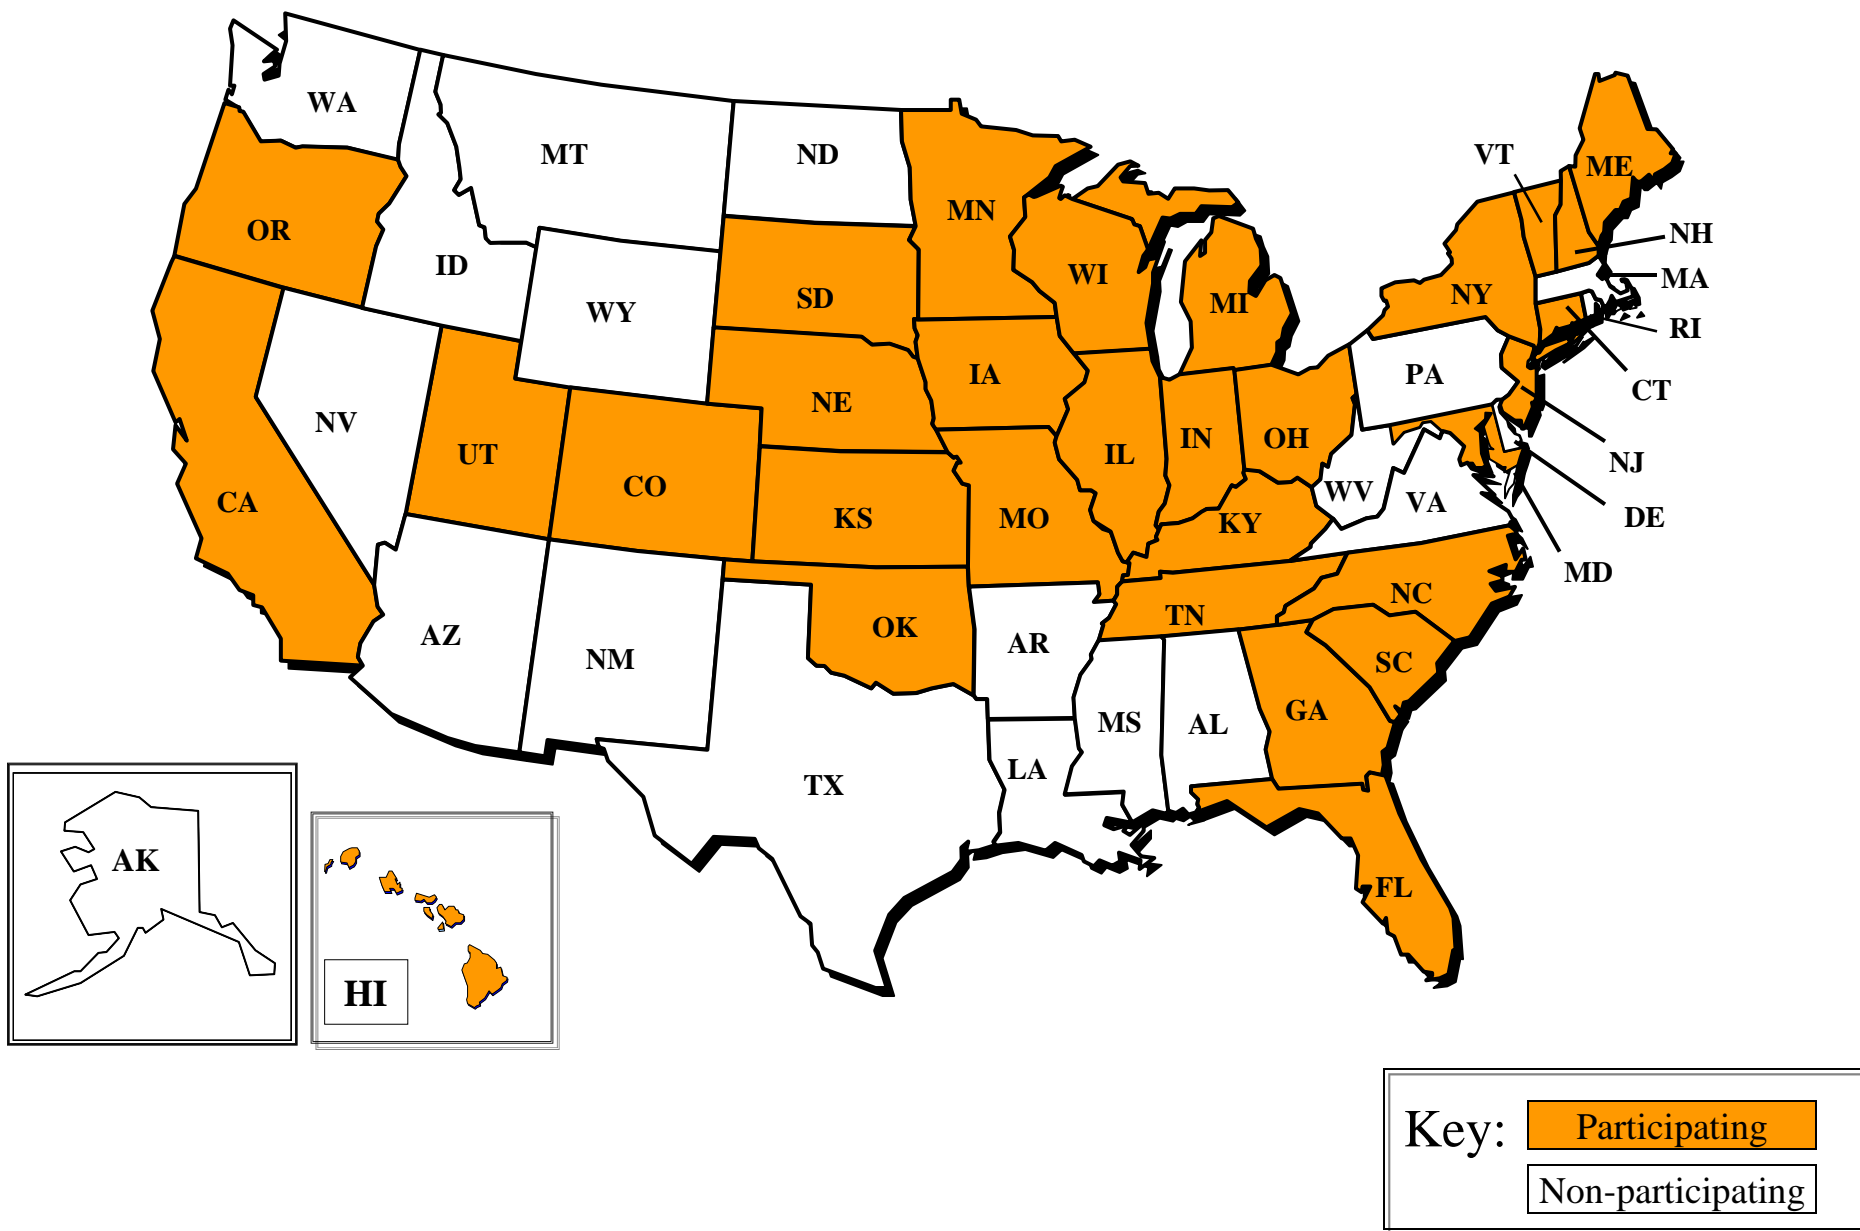 WA
MT
ND
MN
VT
ME
OR
ID
WY
SD
WI
MI
NY
NH
MA
RI
NV
UT
CO
NE
IA
IL
IN
OH
PA
CT
NJ
CA
KS
MO
KY
WV
VA
DE
MD
AZ
NM
OK
AR
TN
NC
SC
TX
LA
MS
AL
GA
FL
AK
HI
Key:
Participating
Non-participating